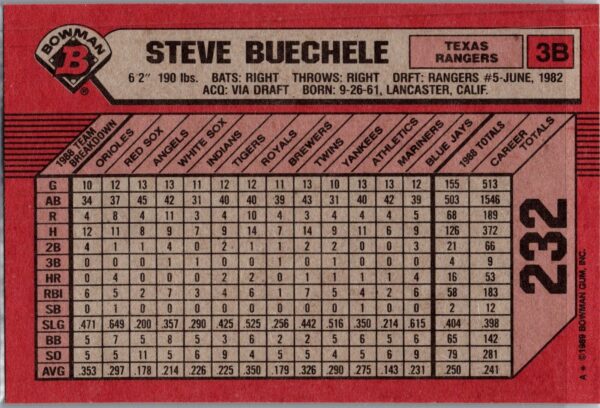 BOWMAN
B
®
STEVE BUECHELE
TEXAS
RANGERS
3B
6 2" 190 lbs. BATS: RIGHT THROWS: RIGHT DRFT: RANGERS #5-JUNE, 1982
ACQ: VIA DRAFT BORN: 9-26-61, LANCASTER, CALIF.
1988 TEAM BREAKDOWN ORIOLES RED SOX ANGELS WHITE SOX INDIANS TIGERS ROYALS BREWERS TWINS YANKEES ATHLETICS MARINERS BLUE JAYS 1988 TOTALS CAREER TOTALS
G 10 12 13 13 11 12 12 12 12 11 13 12 12 155 513
AB 34 37 45 42 31 40 40 39 43 31 40 42 39 503 1546
R 4 8 4 11 3 4 10 4 3 4 4 4 5 68 189
H 12 11 8 9 7 9 14 7 13 9 11 6 9 126 372
2B 4 1 1 4 0 2 1 1 2 2 0 0 3 21 66
3B 0 0 0 1 1 0 0 1 0 1 0 0 0 4 9
HR 0 4 0 0 0 2 2 0 1 1 1 1 4 16 53
RBI 6 5 2 7 3 4 6 1 7 5 4 2 6 58 183
SB 0 1 0 0 0 0 0 0 0 1 0 0 0 2 12
SLG .471 .649 .200 .357 .290 .425 .525 .256 .442 .516 .350 .214 .615 .404 .398
BB 5 7 5 8 3 5 2 6 5 6 4 3 6 65 142
SO 5 5 11 5 6 9 4 6 9 4 5 4 6 79 281
AVG .353 .297 .178 .214 .226 .225 .350 .179 .302 .290 .275 .143 .231 .250 .241
232
A * ©1989 BOWMAN GUM, INC.